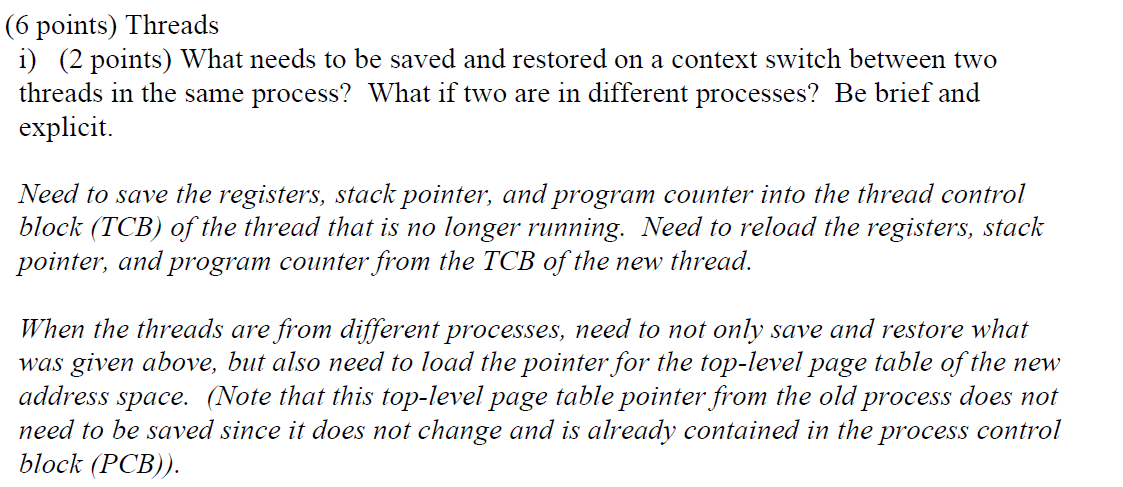 (6 points) Threads
i) (2 points) What needs to be saved and restored on a context switch between two
threads in the same process? What if two are in different processes? Be brief and
explicit.
Need to save the registers, stack pointer, and program counter into the thread control
block (TCB) of the thread that is no longer running. Need to reload the registers, stack
pointer, and program counter from the TCB of the new thread.
When the threads are from different processes, need to not only save and restore what
was given above, but also need to load the pointer for the top-level page table of the new
address space. (Note that this top-level page table pointer from the old process does not
need to be saved since it does not change and is already contained in the process control
block (PCB)).